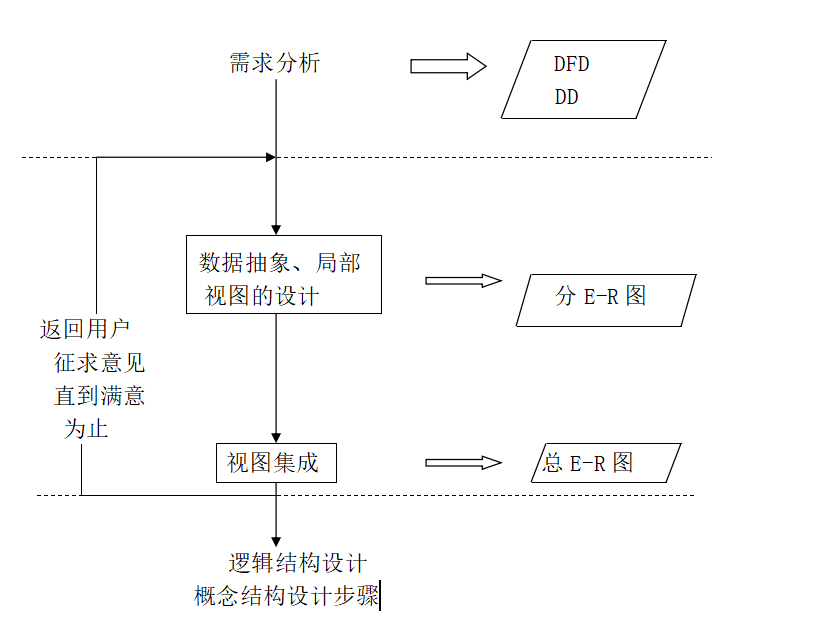 需求分析
DFD
DD
数据抽象、局部
视图的设计
分 E-R 图
返回用户
征求意见
直到满意
为止
视图集成
总 E-R 图
逻辑结构设计
概念结构设计步骤